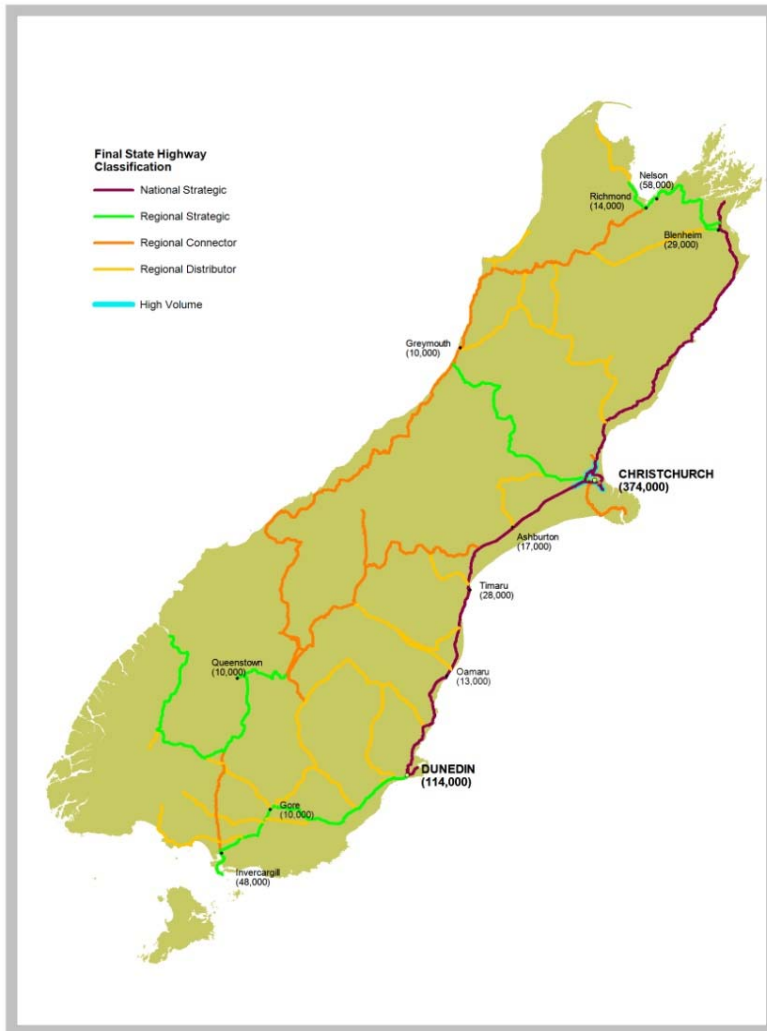 Final State Highway
Classification
National Strategic
Regional Strategic
Regional Connector
Regional Distributor
High Volume
Nelson
(58,000)
Richmond
(14,000)
Blenheim
(29,000)
Greymouth
(10,000)
CHRISTCHURCH
(374,000)
Ashburton
(17,000)
Timaru
(28,000)
Queenstown
(10,000)
Oamaru
(13,000)
DUNEDIN
(114,000)
Gore
(10,000)
Invercargill
(48,000)